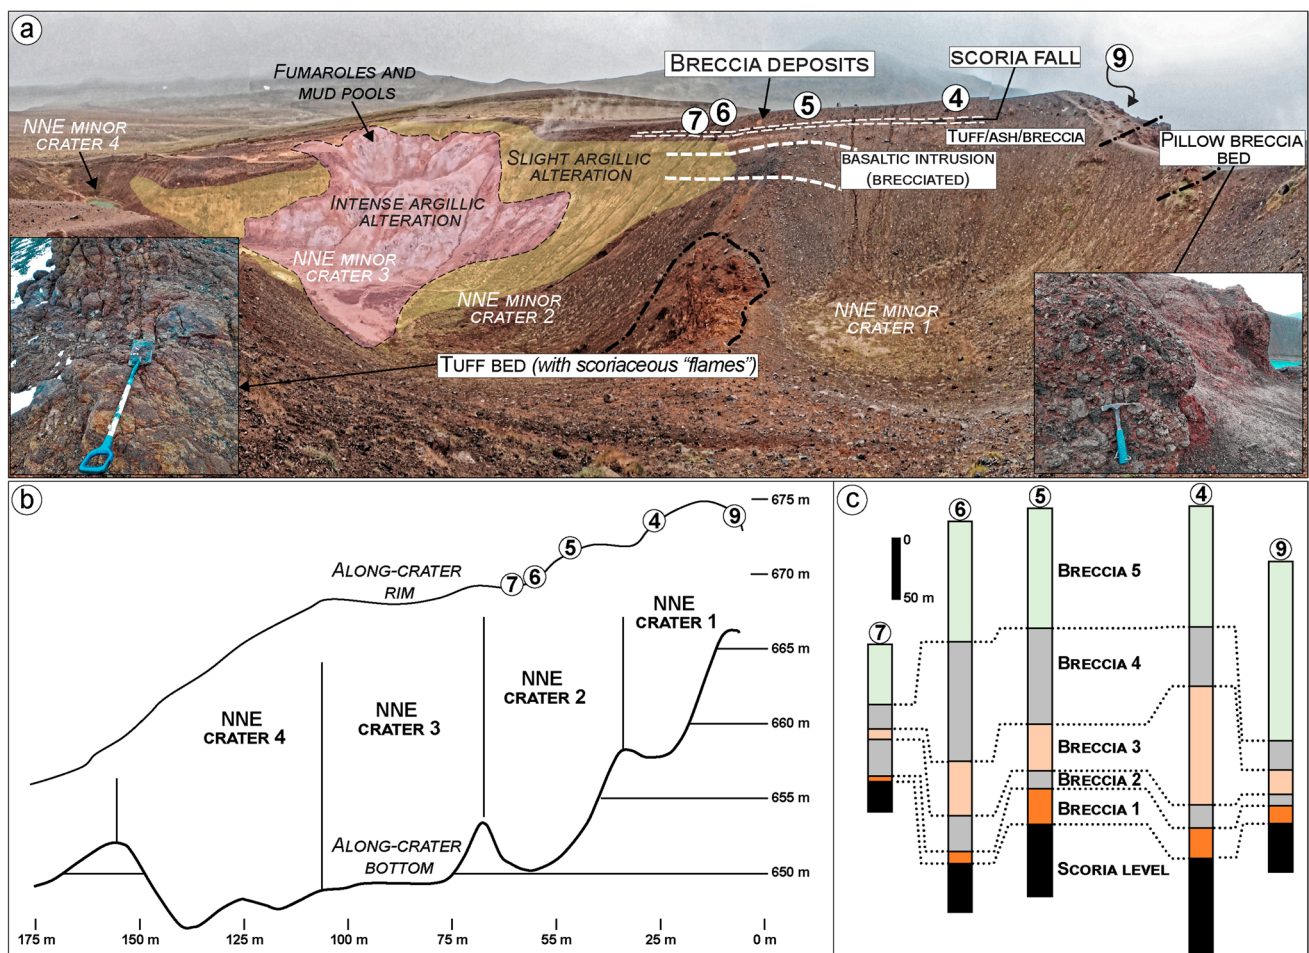 a
FUMAROLES AND
MUD POOLS
BRECCIA DEPOSITS
SCORIA FALL
9
NNE MINOR
CRATER 4
7
6
5
4
TUFF/ASH/BRECCIA
PILLOW BRECCIA
BED
SLIGHT ARGILLIC
ALTERATION
BASALTIC INTRUSION
(BRECCIATED)
INTENSE ARGILLIC
ALTERATION
NNE MINOR
CRATER 3
NNE MINOR
CRATER 2
NNE MINOR
CRATER 1
TUFF BED (with scoriaceous “flames”)
b
675 m
670 m
665 m
660 m
655 m
650 m
ALONG-CRATER
RIM
7
6
5
4
9
NNE
CRATER 1
NNE
CRATER 2
NNE
CRATER 3
NNE
CRATER 4
ALONG-CRATER
BOTTOM
175 m
150 m
125 m
100 m
75 m
55 m
25 m
0 m
c
0
50 m
7
6
5
4
9
BRECCIA 5
BRECCIA 4
BRECCIA 3
BRECCIA 2
BRECCIA 1
SCORIA LEVEL